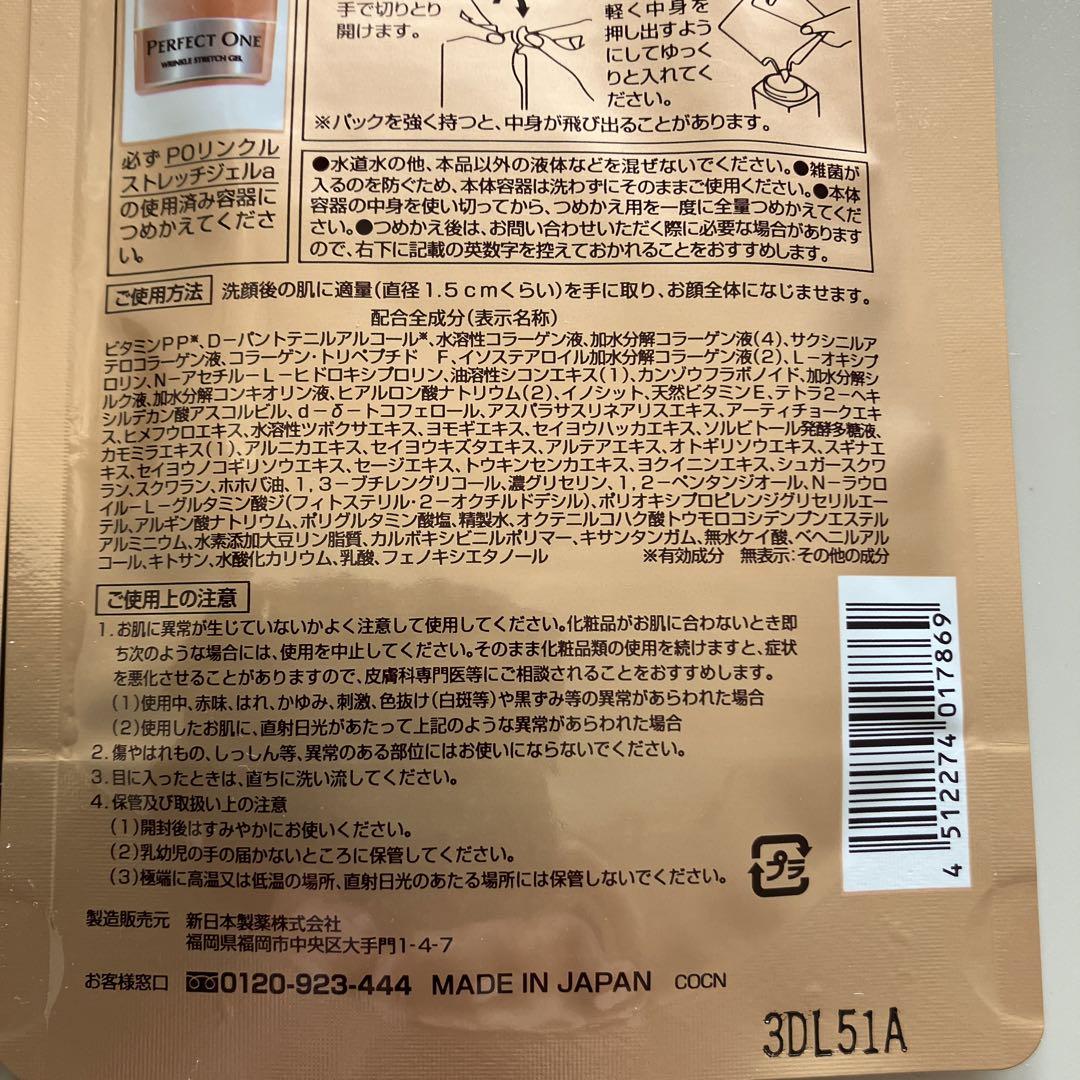 手で切りとり
開けます。
軽く中身を
押し出すよう
にしてゆっく
りと入れてく
ださい。
※パックを強く持つと、中身が飛び出ることがあります。
PERFECT ONE
WRINKLE STRETCH GEL
必ずPOリンクル
ストレッチジェルa
の使用済み容器に
つめかえてくださ
い。
●水道水の他、本品以外の液体などを混ぜないでください。●雑菌が
入るのを防ぐため、本体容器は洗わずにそのままご使用ください。●本体
容器の中身を使い切ってから、つめかえ用を一度に全量つめかえてくだ
さい。●つめかえ後は、お問い合わせいただく際に必要な場合があります
ので、右下に記載の英数字を控えておかれることをおすすめします。
ご使用方法 洗顔後の肌に適量(直径1.5cmくらい)を手に取り、お顔全体になじませます。
配合全成分(表示名称)
ビタミンPP※、D-パントテニルアルコール※、水溶性コラーゲン液、加水分解コラーゲン液(4)、サクシニルア
テロコラーゲン液、コラーゲン・トリペプチド F、イソステアロイル加水分解コラーゲン液(2)、L-オキシプ
ロリン、N-アセチル-L-ヒドロキシプロリン、油溶性シコンエキス(1)、カンゾウフラボノイド、加水分解シ
ルク液、加水分解コンキオリン液、ヒアルロン酸ナトリウム(2)、イノシット、天然ビタミンE、テトラ2-ヘキ
シルデカン酸アスコルビル、d-δ-トコフェロール、アスパラサスリネアリスエキス、アーティチョークエキ
ス、ヒメフウロエキス、水溶性ツボクサエキス、ヨモギエキス、セイヨウハッカエキス、ソルビトール発酵多糖液、
カモミラエキス(1)、アルニカエキス、セイヨウキズタエキス、アルテアエキス、オトギリソウエキス、スギナエ
キス、セイヨウノコギリソウエキス、セージエキス、トウキンセンカエキス、ヨクイニンエキス、シュガースクワ
ラン、スクワラン、ホホバ油、1,3-ブチレングリコール、濃グリセリン、1,2-ペンタンジオール、N-ラウロ
イル-L-グルタミン酸ジ(フィトステリル・2-オクチルドデシル)、ポリオキシプロピレンジグリセリルエー
テル、アルギン酸ナトリウム、ポリグルタミン酸塩、精製水、オクテニルコハク酸トウモロコシデンプンエステル
アルミニウム、水素添加大豆リン脂質、カルボキシビニルポリマー、キサンタンガム、無水ケイ酸、ベヘニルアル
コール、キトサン、水酸化カリウム、乳酸、フェノキシエタノール ※有効成分 無表示:その他の成分
ご使用上の注意
1.お肌に異常が生じていないかよく注意して使用してください。化粧品がお肌に合わないとき即
ち次のような場合には、使用を中止してください。そのまま化粧品類の使用を続けますと、症状
を悪化させることがありますので、皮膚科専門医等にご相談されることをおすすめします。
(1)使用中、赤味、はれ、かゆみ、刺激、色抜け(白斑等)や黒ずみ等の異常があらわれた場合
(2)使用したお肌に、直射日光があたって上記のような異常があらわれた場合
2.傷やはれもの、しっしん等、異常のある部位にはお使いにならないでください。
3.目に入ったときは、直ちに洗い流してください。
4.保管及び取扱い上の注意
(1)開封後はすみやかにお使いください。
(2)乳幼児の手の届かないところに保管してください。
(3)極端に高温又は低温の場所、直射日光のあたる場所には保管しないでください。
4512274017869
プラ
製造販売元 新日本製薬株式会社
福岡県福岡市中央区大手門1-4-7
お客様窓口 0120-923-444 MADE IN JAPAN COCN
3DL51A